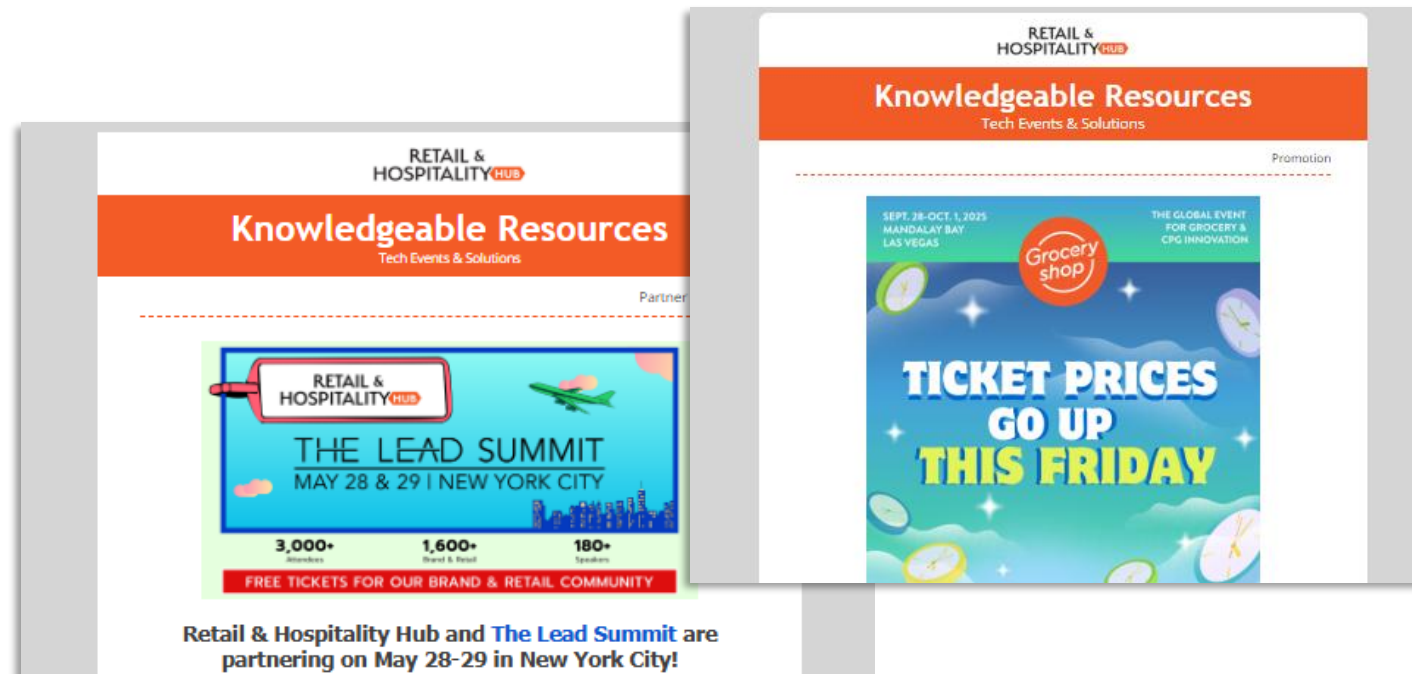 RETAIL &
HOSPITALITY HUB
Knowledgeable Resources
Tech Events & Solutions
Partner
RETAIL &
HOSPITALITY HUB
THE LEAD SUMMIT
MAY 28 & 29 | NEW YORK CITY
3,000+ 1,600+ 180+
Attendees Brand & Retail Speakers
FREE TICKETS FOR OUR BRAND & RETAIL COMMUNITY
Retail & Hospitality Hub and The Lead Summit are
partnering on May 28-29 in New York City!
RETAIL &
HOSPITALITY HUB
Knowledgeable Resources
Tech Events & Solutions
Promotion
SEPT. 28-OCT. 1, 2025
MANDALAY BAY
LAS VEGAS
Grocery
shop
THE GLOBAL EVENT
FOR GROCERY &
CPG INNOVATION
TICKET PRICES
GO UP
THIS FRIDAY